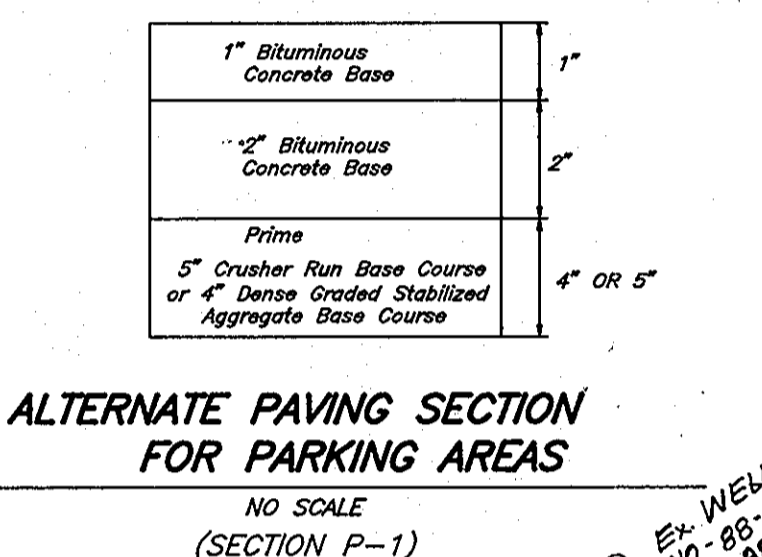 1" Bituminous
Concrete Base
1"
2" Bituminous
Concrete Base
2"
Prime
5" Crusher Run Base Course
or 4" Dense Graded Stabilized
Aggregate Base Course
4" OR 5"
ALTERNATE PAVING SECTION
FOR PARKING AREAS
NO SCALE
(SECTION P-1)
EX. WELL